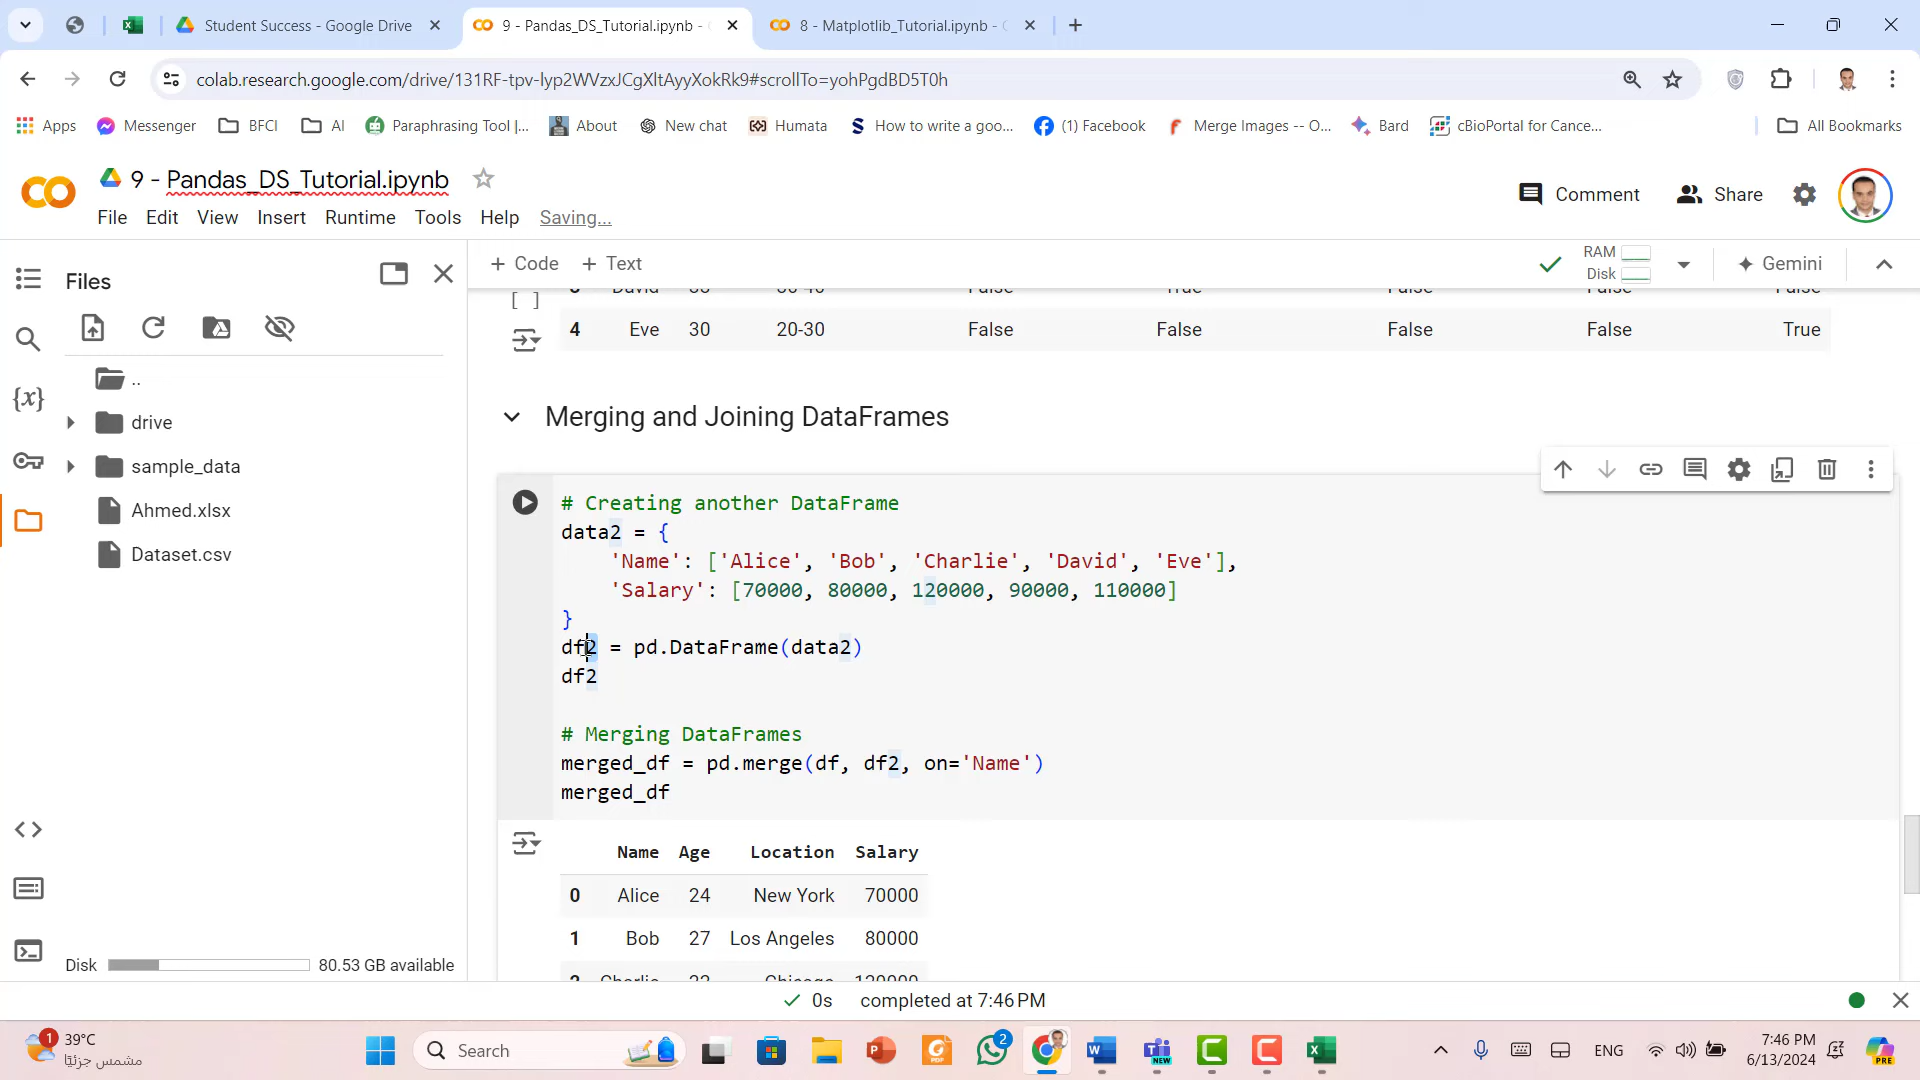 Student Success - Google Drive
9 - Pandas_DS_Tutorial.ipynb -
8 - Matplotlib_Tutorial.ipynb -
colab.research.google.com/drive/131RF-tpv-lyp2WVzxJCgXltAyyXokRk9#scrollTo=yohPgdBD5T0h
Apps Messenger BFCI AI Paraphrasing Tool |... About New chat Humata How to write a goo... (1) Facebook Merge Images -- O... Bard cBioPortal for Cance... All Bookmarks
9 - Pandas_DS_Tutorial.ipynb
Comment Share
File Edit View Insert Runtime Tools Help Saving...
Files
+ Code + Text
RAM
Disk
Gemini
..
drive
sample_data
Ahmed.xlsx
Dataset.csv
Disk 80.53 GB available
[ ]
4 Eve 30 20-30 False False False False True
Merging and Joining DataFrames
# Creating another DataFrame
data2 = {
'Name': ['Alice', 'Bob', 'Charlie', 'David', 'Eve'],
'Salary': [70000, 80000, 120000, 90000, 110000]
}
df2 = pd.DataFrame(data2)
df2
# Merging DataFrames
merged_df = pd.merge(df, df2, on='Name')
merged_df
Name Age Location Salary
0 Alice 24 New York 70000
1 Bob 27 Los Angeles 80000
0s completed at 7:46 PM
1
39°C
مشمس جزئيًا
Search
2
NEW
ENG
7:46 PM
6/13/2024
PRE